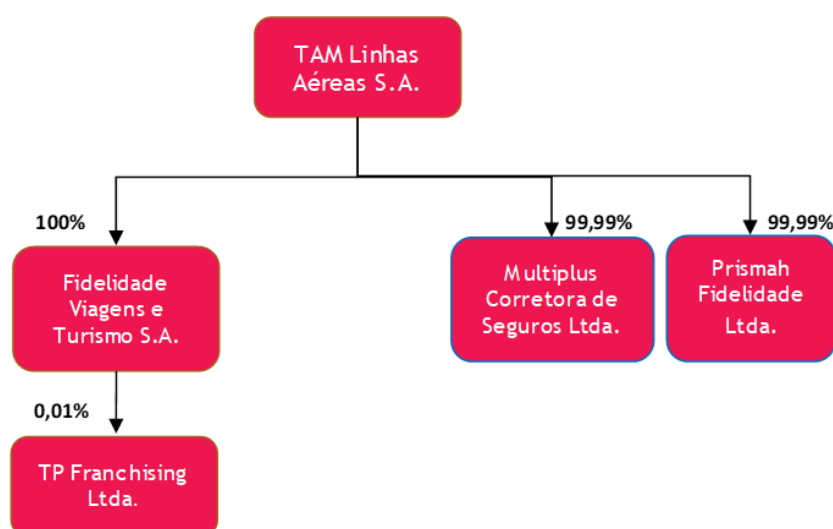 TAM Linhas
Aéreas S.A.
100%
99,99%
99,99%
Fidelidade
Viagens e
Turismo S.A.
Multiplus
Corretora de
Seguros Ltda.
Prismah
Fidelidade
Ltda.
0,01%
TP Franchising
Ltda.